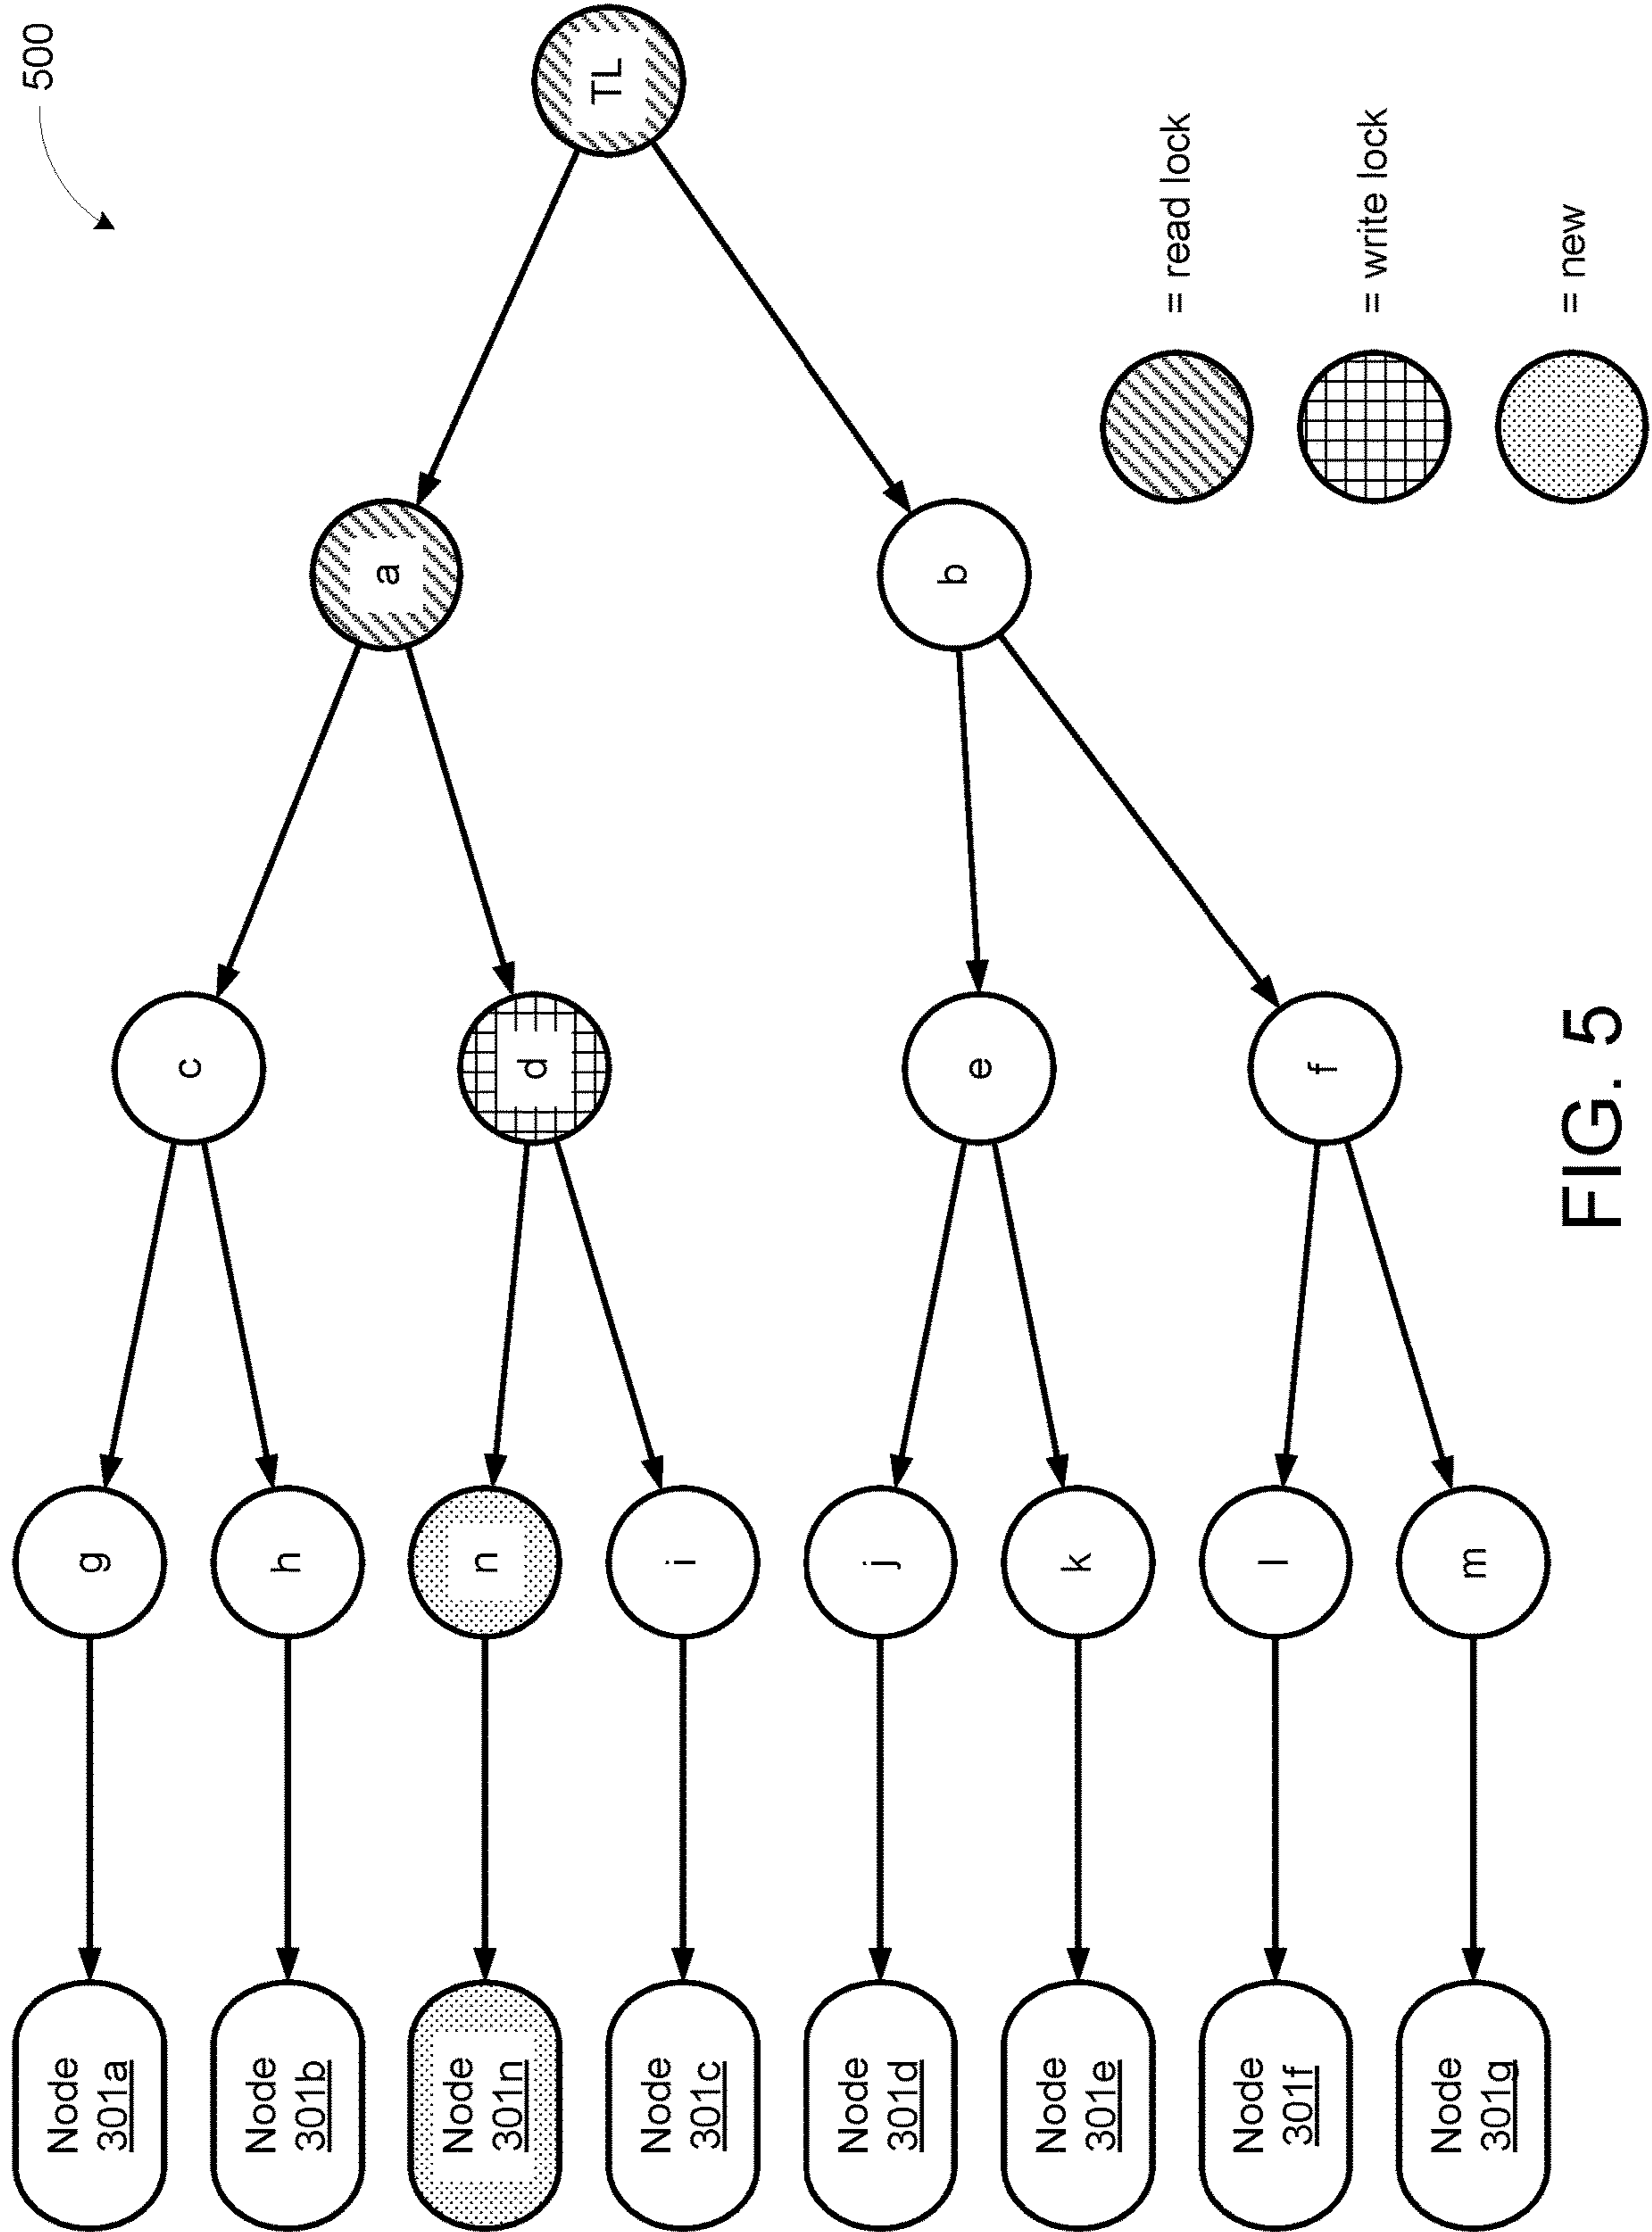 500
Node
301a
g
c
Node
301b
h
a
Node
301n
n
d
TL
Node
301c
i
Node
301d
j
b
e
Node
301e
k
= read lock
Node
301f
l
f
= write lock
Node
301g
m
= new
FIG. 5